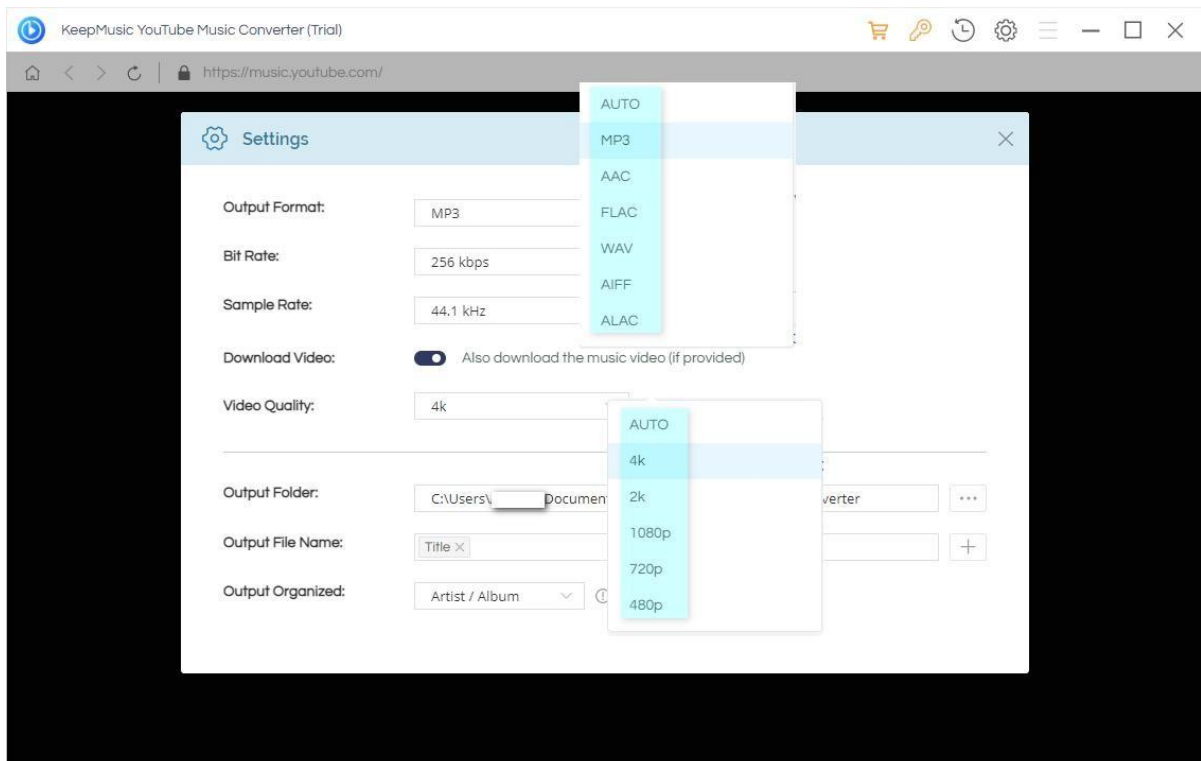 KeepMusic YouTube Music Converter (Trial)
https://music.youtube.com/
Settings
AUTO
MP3
AAC
FLAC
WAV
AIFF
ALAC
Output Format:
MP3
Bit Rate:
256 kbps
Sample Rate:
44.1 kHz
Download Video:
Also download the music video (if provided)
Video Quality:
4k
AUTO
4k
2k
1080p
720p
480p
Output Folder:
C:\Users\
Output File Name:
Title
Output Organized:
Artist / Album